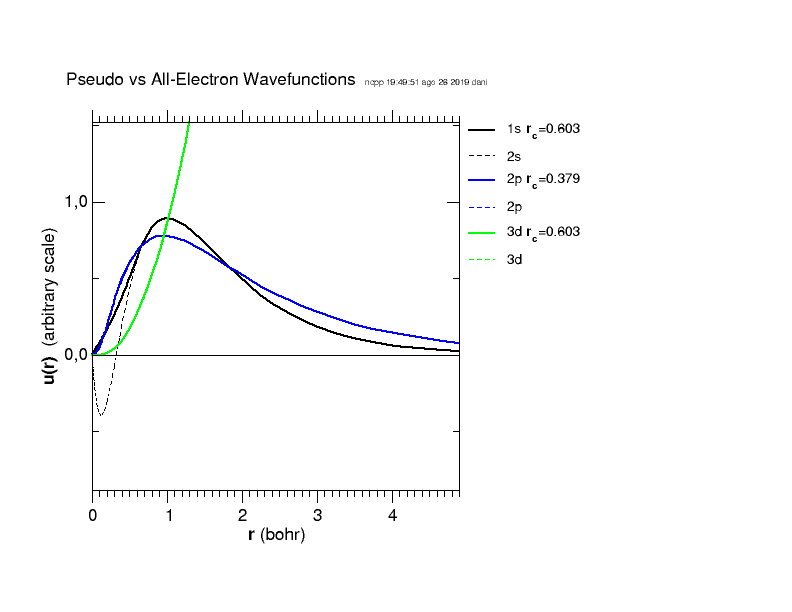 Pseudo vs All-Electron Wavefunctions ncpp 19:49:51 ago 26 2019 dani
1s rc=0.603
2s
2p rc=0.379
2p
3d rc=0.603
3d
1,0
0,0
u(r) (arbitrary scale)
0 1 2 3 4
r (bohr)